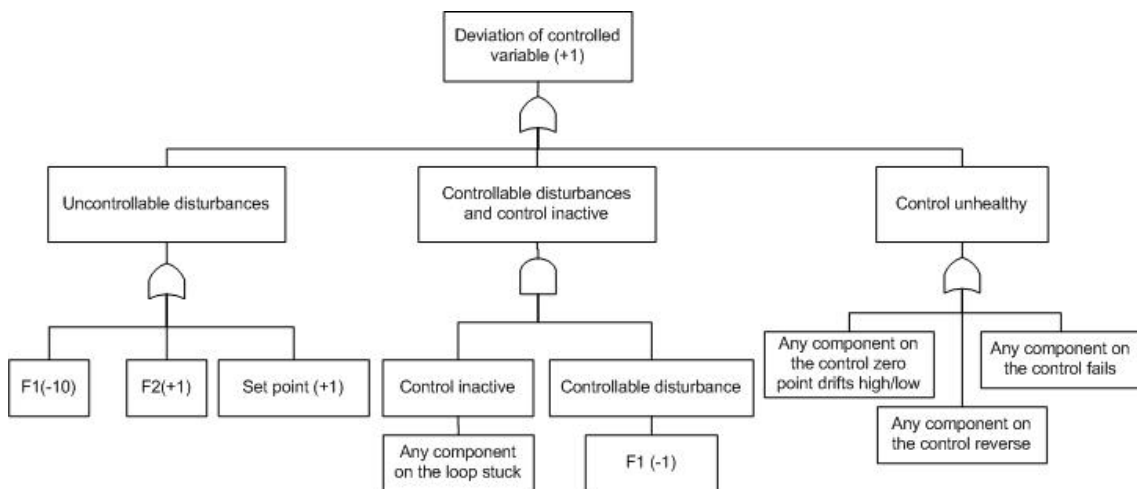 Deviation of controlled
variable (+1)
Uncontrollable disturbances
Controllable disturbances
and control inactive
Control unhealthy
F1(-10)
F2(+1)
Set point (+1)
Control inactive
Controllable disturbance
Any component on
the control zero
point drifts high/low
Any component on
the control fails
Any component
on the loop stuck
F1 (-1)
Any component on
the control reverse